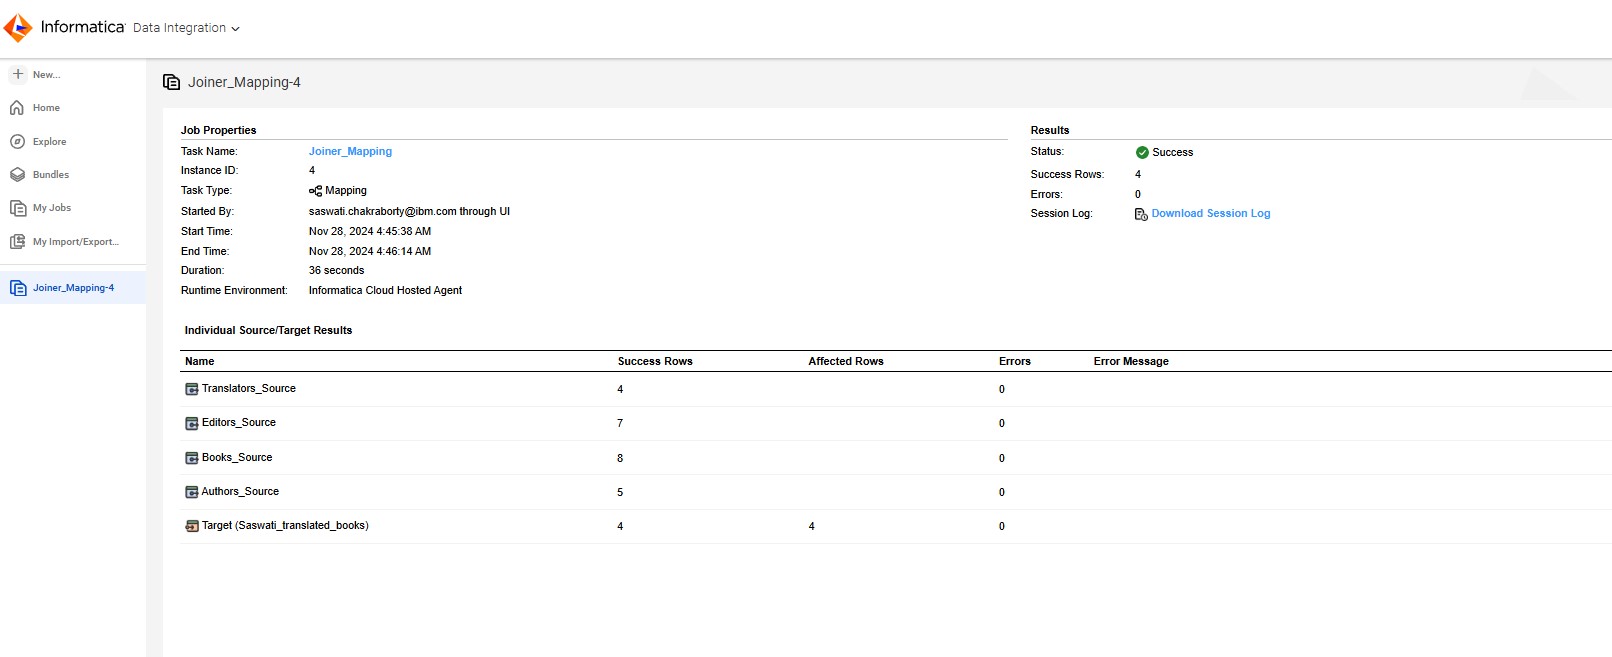 Informatica Data Integration
New...
Home
Explore
Bundles
My Jobs
My Import/Export...
Joiner_Mapping-4
Joiner_Mapping-4
Job Properties
Task Name: Joiner_Mapping
Instance ID: 4
Task Type: Mapping
Started By: saswati.chakraborty@ibm.com through UI
Start Time: Nov 28, 2024 4:45:38 AM
End Time: Nov 28, 2024 4:46:14 AM
Duration: 36 seconds
Runtime Environment: Informatica Cloud Hosted Agent
Results
Status: Success
Success Rows: 4
Errors: 0
Session Log: Download Session Log
Individual Source/Target Results
Name Success Rows Affected Rows Errors Error Message
Translators_Source 4 0
Editors_Source 7 0
Books_Source 8 0
Authors_Source 5 0
Target (Saswati_translated_books) 4 4 0